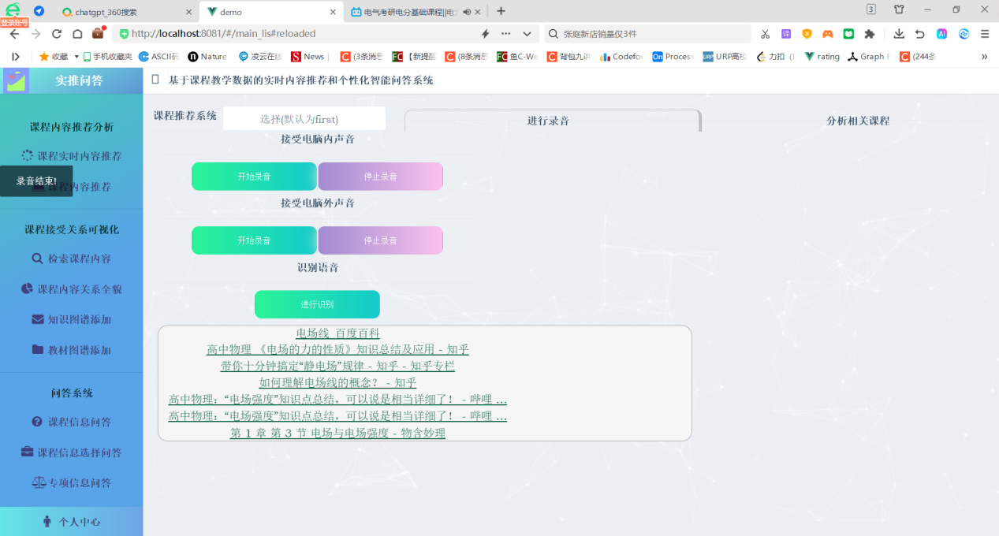 chatgpt_360搜索
demo
电气考研电分基础课程||电
3
登录账号
http://localhost:8081/#/main_lis#reloaded
张庭新店销量仅3件
译
AI
收藏
手机收藏夹
ASCII码
Nature
凌云在线
News
(3条消息
【新提醒
(8条消息
鱼C-We
背包九讲
Codefor
Process
URP高校
力扣
rating
Graph E
(244条
实推问答
基于课程教学数据的实时内容推荐和个性化智能问答系统
课程内容推荐分析
课程实时内容推荐
课程内容推荐
录音结束!
课程接受关系可视化
检索课程内容
课程内容关系全貌
知识图谱添加
教材图谱添加
问答系统
课程信息问答
课程信息选择问答
专项信息问答
个人中心
课程推荐系统
选择(默认为first)
进行录音
分析相关课程
接受电脑内声音
开始录音
停止录音
接受电脑外声音
开始录音
停止录音
识别语音
进行识别
电场线_百度百科
高中物理 《电场的力的性质》知识总结及应用 - 知乎
带你十分钟搞定“静电场”规律 - 知乎 - 知乎专栏
如何理解电场线的概念？ - 知乎
高中物理：“电场强度”知识点总结，可以说是相当详细了！ - 哔哩 ...
高中物理：“电场强度”知识点总结，可以说是相当详细了！ - 哔哩 ...
第 1 章 第 3 节 电场与电场强度 - 物含妙理